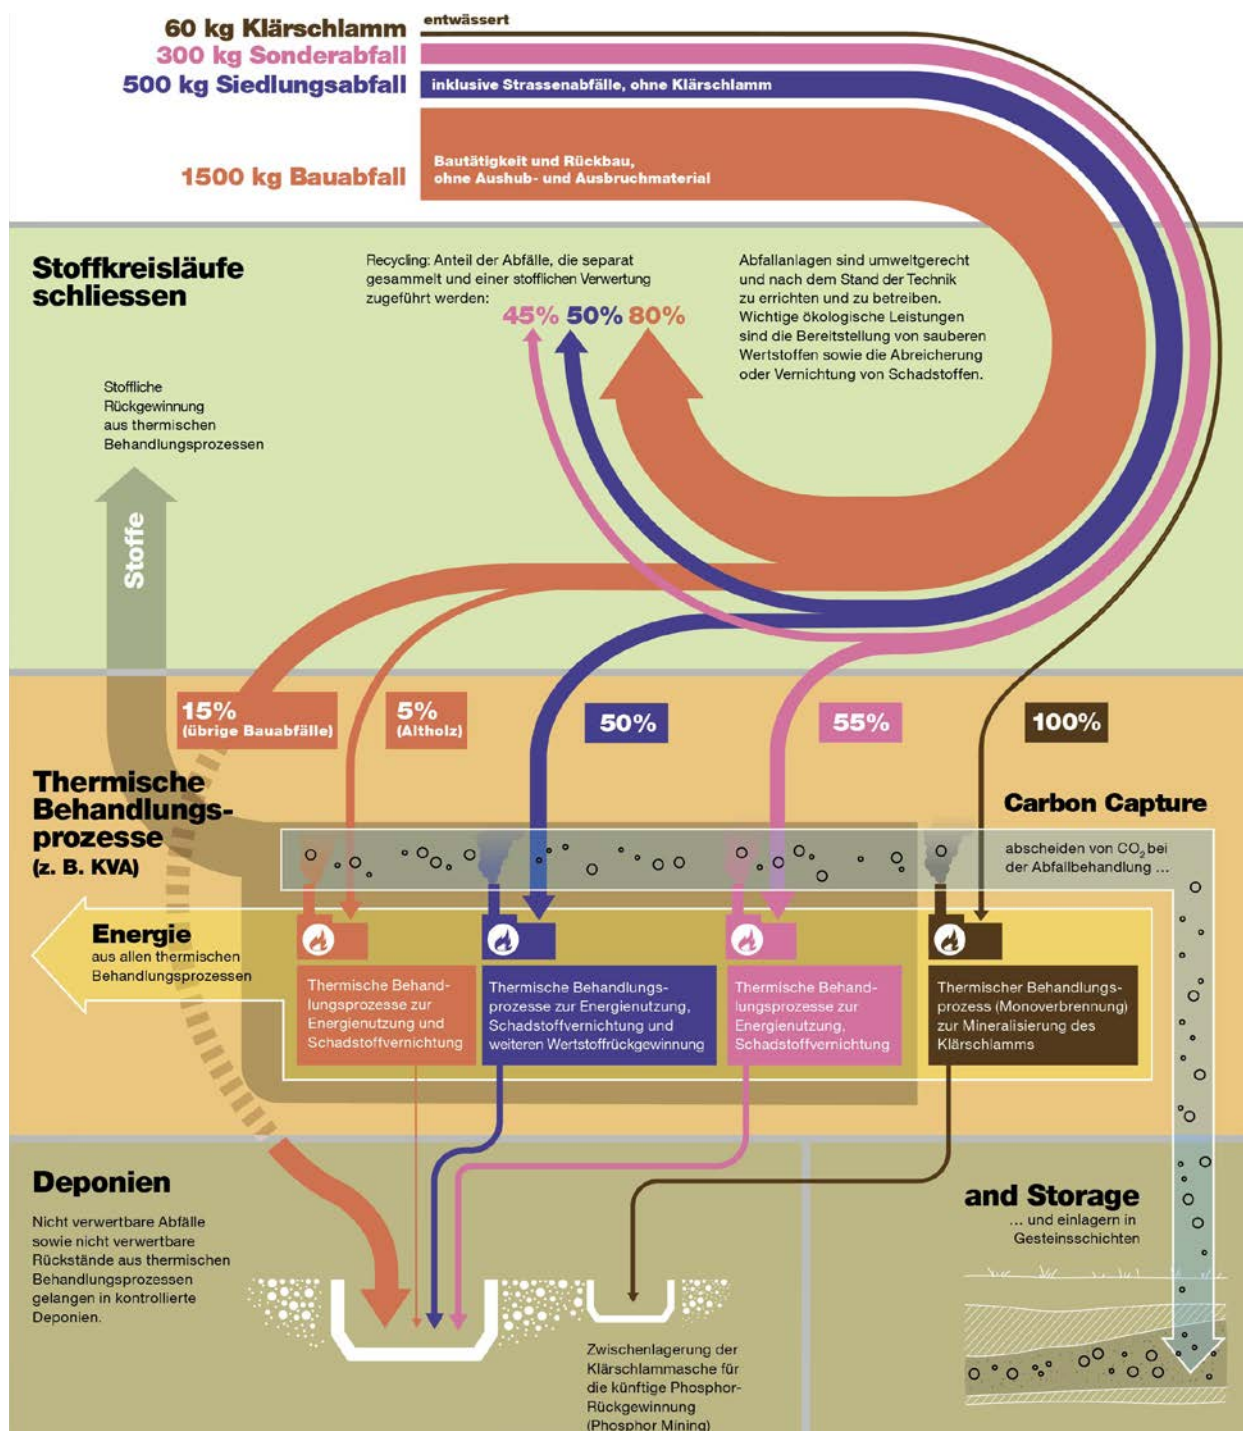 60 kg Klärschlamm
entwässert
300 kg Sonderabfall
500 kg Siedlungsabfall
inklusive Strassenabfälle, ohne Klärschlamm
1500 kg Bauabfall
Bautätigkeit und Rückbau,
ohne Aushub- und Ausbruchmaterial
Stoffkreisläufe
schliessen
Recycling: Anteil der Abfälle, die separat
gesammelt und einer stofflichen Verwertung
zugeführt werden:
45% 50% 80%
Abfallanlagen sind umweltgerecht
und nach dem Stand der Technik
zu errichten und zu betreiben.
Wichtige ökologische Leistungen
sind die Bereitstellung von sauberen
Wertstoffen sowie die Abreicherung
oder Vernichtung von Schadstoffen.
Stoffliche
Rückgewinnung
aus thermischen
Behandlungsprozessen
Stoffe
15%
(übrige Bauabfälle)
5%
(Altholz)
50%
55%
100%
Thermische
Behandlungs-
prozesse
(z. B. KVA)
Carbon Capture
abscheiden von CO₂ bei
der Abfallbehandlung ...
Energie
aus allen thermischen
Behandlungsprozessen
Thermische Behand-
lungsprozesse zur
Energienutzung und
Schadstoffvernichtung
Thermische Behandlungs-
prozesse zur Energienutzung,
Schadstoffvernichtung und
weiteren Wertstoffrückgewinnung
Thermische Behand-
lungsprozesse zur
Energienutzung,
Schadstoffvernichtung
Thermischer Behandlungs-
prozess (Monoverbrennung)
zur Mineralisierung des
Klärschlamms
Deponien
Nicht verwertbare Abfälle
sowie nicht verwertbare
Rückstände aus thermischen
Behandlungsprozessen
gelangen in kontrollierte
Deponien.
Zwischenlagerung der
Klärschlammasche für
die künftige Phosphor-
Rückgewinnung
(Phosphor Mining)
and Storage
... und einlagern in
Gesteinsschichten